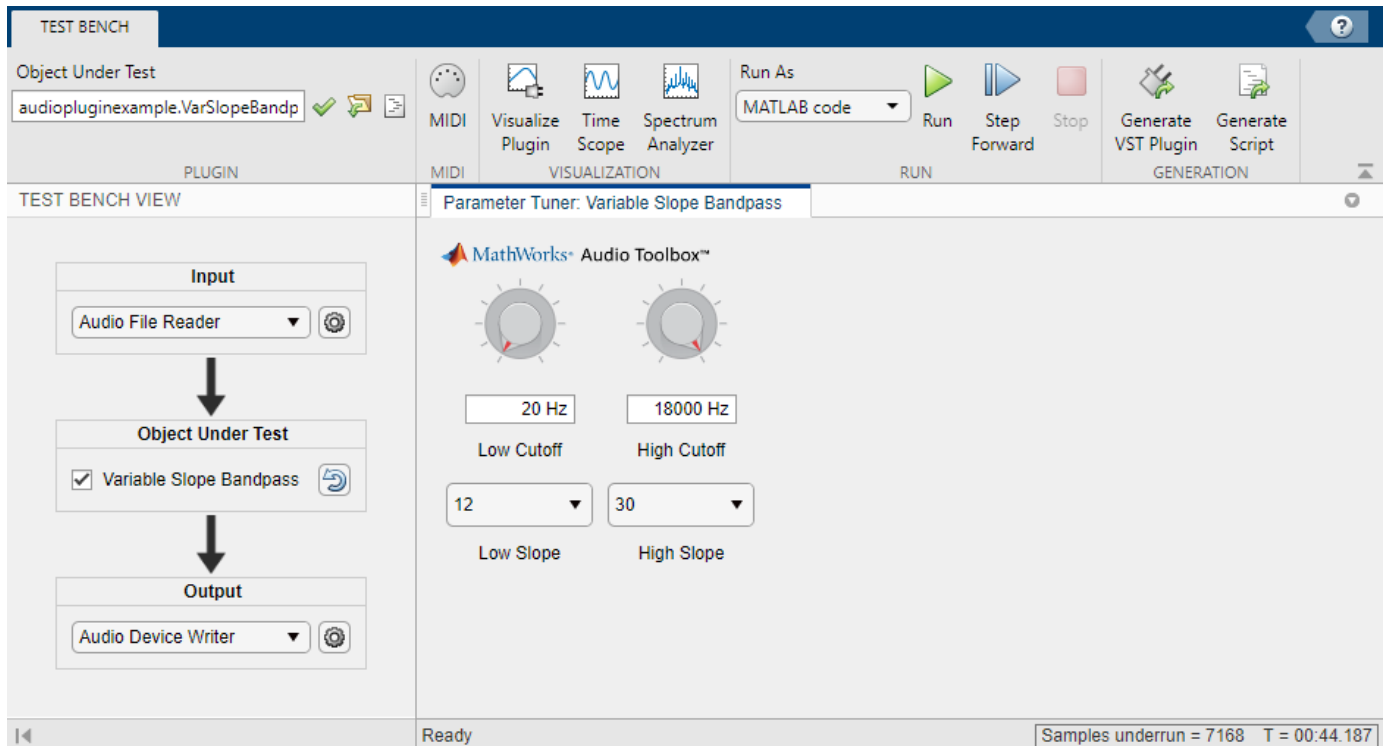 TEST BENCH
?
Object Under Test
audiopluginexample.VarSlopeBandp
MIDI
Visualize
Plugin
Time
Scope
Spectrum
Analyzer
Run As
MATLAB code
Run
Step
Forward
Stop
Generate
VST Plugin
Generate
Script
PLUGIN
MIDI
VISUALIZATION
RUN
GENERATION
TEST BENCH VIEW
Parameter Tuner: Variable Slope Bandpass
Input
Audio File Reader
Object Under Test
Variable Slope Bandpass
Output
Audio Device Writer
MathWorks® Audio Toolbox™
20 Hz
18000 Hz
Low Cutoff
High Cutoff
12
30
Low Slope
High Slope
Ready
Samples underrun = 7168 T = 00:44.187